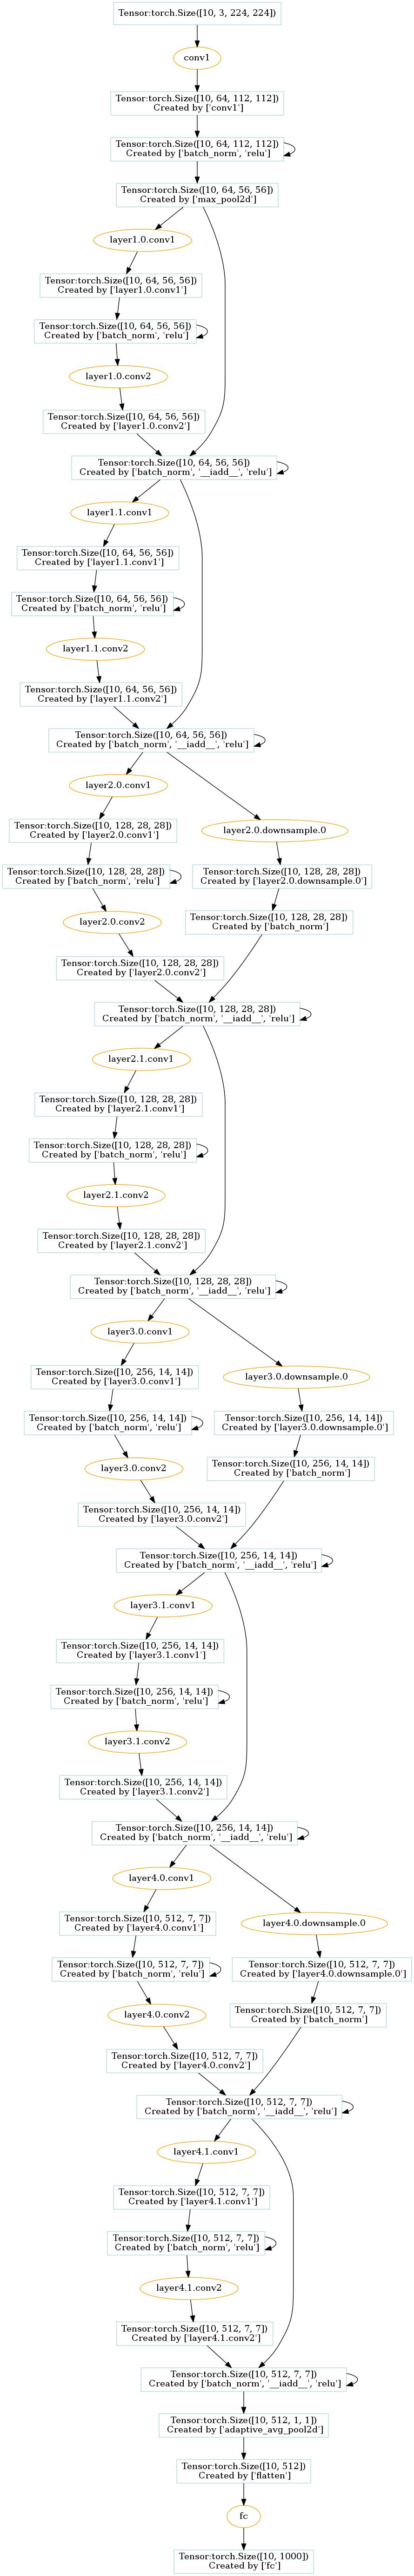 Tensor:torch.Size([10, 3, 224, 224])
conv1
Tensor:torch.Size([10, 64, 112, 112])
Created by ['conv1']
Tensor:torch.Size([10, 64, 112, 112])
Created by ['batch_norm', 'relu']
Tensor:torch.Size([10, 64, 56, 56])
Created by ['max_pool2d']
layer1.0.conv1
Tensor:torch.Size([10, 64, 56, 56])
Created by ['layer1.0.conv1']
Tensor:torch.Size([10, 64, 56, 56])
Created by ['batch_norm', 'relu']
layer1.0.conv2
Tensor:torch.Size([10, 64, 56, 56])
Created by ['layer1.0.conv2']
Tensor:torch.Size([10, 64, 56, 56])
Created by ['batch_norm', '__iadd__', 'relu']
layer1.1.conv1
Tensor:torch.Size([10, 64, 56, 56])
Created by ['layer1.1.conv1']
Tensor:torch.Size([10, 64, 56, 56])
Created by ['batch_norm', 'relu']
layer1.1.conv2
Tensor:torch.Size([10, 64, 56, 56])
Created by ['layer1.1.conv2']
Tensor:torch.Size([10, 64, 56, 56])
Created by ['batch_norm', '__iadd__', 'relu']
layer2.0.conv1
Tensor:torch.Size([10, 128, 28, 28])
Created by ['layer2.0.conv1']
layer2.0.downsample.0
Tensor:torch.Size([10, 128, 28, 28])
Created by ['batch_norm', 'relu']
Tensor:torch.Size([10, 128, 28, 28])
Created by ['layer2.0.downsample.0']
layer2.0.conv2
Tensor:torch.Size([10, 128, 28, 28])
Created by ['batch_norm']
Tensor:torch.Size([10, 128, 28, 28])
Created by ['layer2.0.conv2']
Tensor:torch.Size([10, 128, 28, 28])
Created by ['batch_norm', '__iadd__', 'relu']
layer2.1.conv1
Tensor:torch.Size([10, 128, 28, 28])
Created by ['layer2.1.conv1']
Tensor:torch.Size([10, 128, 28, 28])
Created by ['batch_norm', 'relu']
layer2.1.conv2
Tensor:torch.Size([10, 128, 28, 28])
Created by ['layer2.1.conv2']
Tensor:torch.Size([10, 128, 28, 28])
Created by ['batch_norm', '__iadd__', 'relu']
layer3.0.conv1
Tensor:torch.Size([10, 256, 14, 14])
Created by ['layer3.0.conv1']
layer3.0.downsample.0
Tensor:torch.Size([10, 256, 14, 14])
Created by ['batch_norm', 'relu']
Tensor:torch.Size([10, 256, 14, 14])
Created by ['layer3.0.downsample.0']
layer3.0.conv2
Tensor:torch.Size([10, 256, 14, 14])
Created by ['batch_norm']
Tensor:torch.Size([10, 256, 14, 14])
Created by ['layer3.0.conv2']
Tensor:torch.Size([10, 256, 14, 14])
Created by ['batch_norm', '__iadd__', 'relu']
layer3.1.conv1
Tensor:torch.Size([10, 256, 14, 14])
Created by ['layer3.1.conv1']
Tensor:torch.Size([10, 256, 14, 14])
Created by ['batch_norm', 'relu']
layer3.1.conv2
Tensor:torch.Size([10, 256, 14, 14])
Created by ['layer3.1.conv2']
Tensor:torch.Size([10, 256, 14, 14])
Created by ['batch_norm', '__iadd__', 'relu']
layer4.0.conv1
Tensor:torch.Size([10, 512, 7, 7])
Created by ['layer4.0.conv1']
layer4.0.downsample.0
Tensor:torch.Size([10, 512, 7, 7])
Created by ['batch_norm', 'relu']
Tensor:torch.Size([10, 512, 7, 7])
Created by ['layer4.0.downsample.0']
layer4.0.conv2
Tensor:torch.Size([10, 512, 7, 7])
Created by ['batch_norm']
Tensor:torch.Size([10, 512, 7, 7])
Created by ['layer4.0.conv2']
Tensor:torch.Size([10, 512, 7, 7])
Created by ['batch_norm', '__iadd__', 'relu']
layer4.1.conv1
Tensor:torch.Size([10, 512, 7, 7])
Created by ['layer4.1.conv1']
Tensor:torch.Size([10, 512, 7, 7])
Created by ['batch_norm', 'relu']
layer4.1.conv2
Tensor:torch.Size([10, 512, 7, 7])
Created by ['layer4.1.conv2']
Tensor:torch.Size([10, 512, 7, 7])
Created by ['batch_norm', '__iadd__', 'relu']
Tensor:torch.Size([10, 512, 1, 1])
Created by ['adaptive_avg_pool2d']
Tensor:torch.Size([10, 512])
Created by ['flatten']
fc
Tensor:torch.Size([10, 1000])
Created by ['fc']